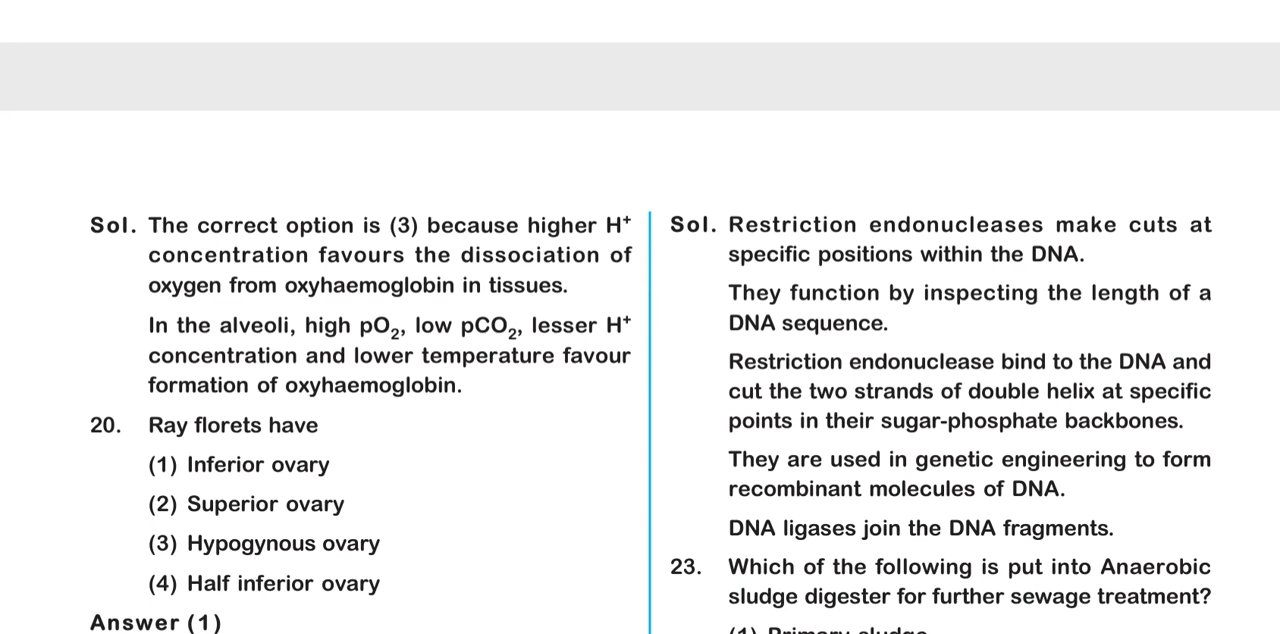 Sol. The correct option is (3) because higher H⁺
concentration favours the dissociation of
oxygen from oxyhaemoglobin in tissues.
In the alveoli, high pO₂, low pCO₂, lesser H⁺
concentration and lower temperature favour
formation of oxyhaemoglobin.
20. Ray florets have
(1) Inferior ovary
(2) Superior ovary
(3) Hypogynous ovary
(4) Half inferior ovary
Answer (1)
Sol. Restriction endonucleases make cuts at
specific positions within the DNA.
They function by inspecting the length of a
DNA sequence.
Restriction endonuclease bind to the DNA and
cut the two strands of double helix at specific
points in their sugar-phosphate backbones.
They are used in genetic engineering to form
recombinant molecules of DNA.
DNA ligases join the DNA fragments.
23. Which of the following is put into Anaerobic
sludge digester for further sewage treatment?
(1) Primary sludge